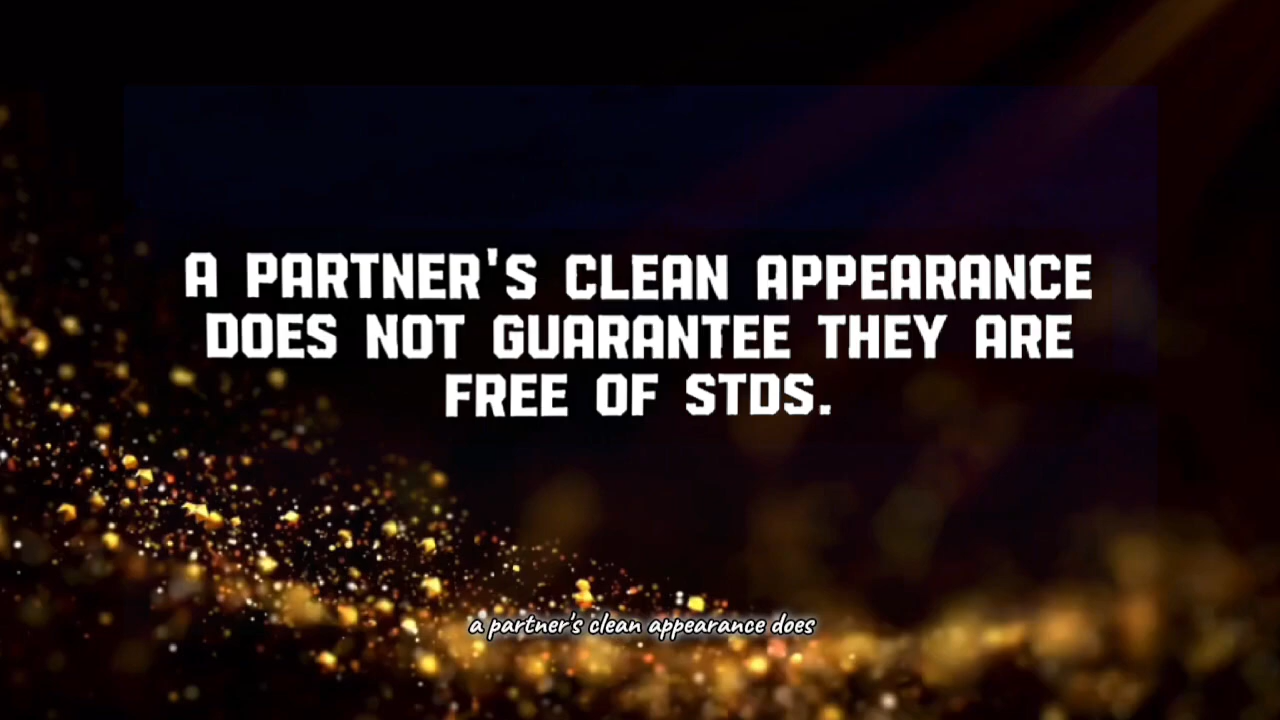 A PARTNER'S CLEAN APPEARANCE
DOES NOT GUARANTEE THEY ARE
FREE OF STDS.
a partner's clean appearance does